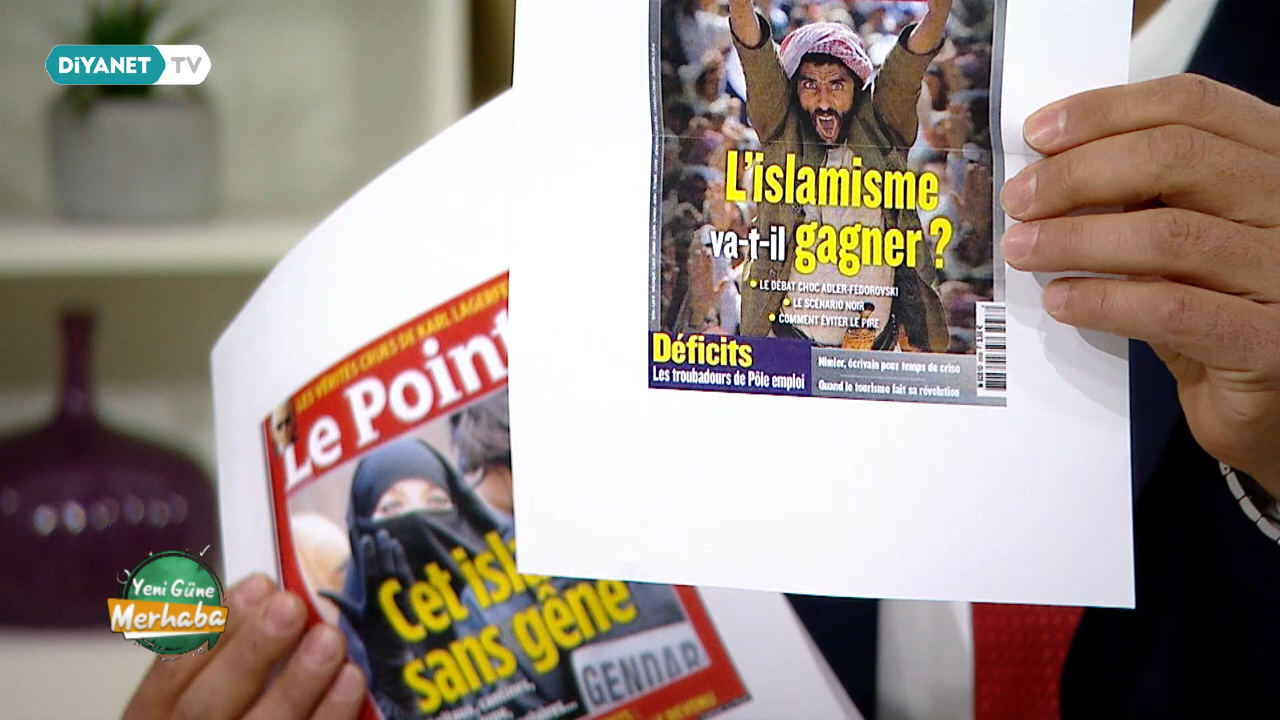 DİYANET TV
L'islamisme
va-t-il gagner ?
LE DÉBAT CHOC ADLER-FEDOROVSKI
LE SCÉNARIO NOIR
COMMENT ÉVITER LE PIRE
Déficits
Les troubadours de Pôle emploi
Nimier, écrivain pour temps de crise
Quand le tourisme fait sa révolution
LES VÉRITÉS CRUES DE KARL LAGERF
Le Point
Cet isl
sans gêne
GENDAR
Yeni Güne
Merhaba